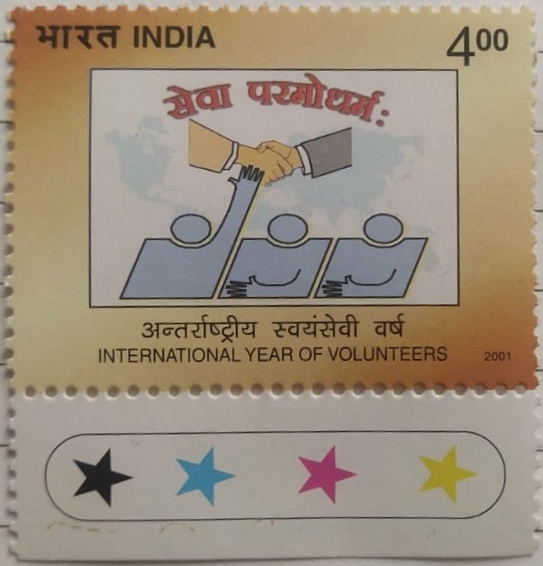 भारत INDIA 4.00
सेवा परमोधर्म:
अन्तर्राष्ट्रीय स्वयंसेवी वर्ष
INTERNATIONAL YEAR OF VOLUNTEERS 2001